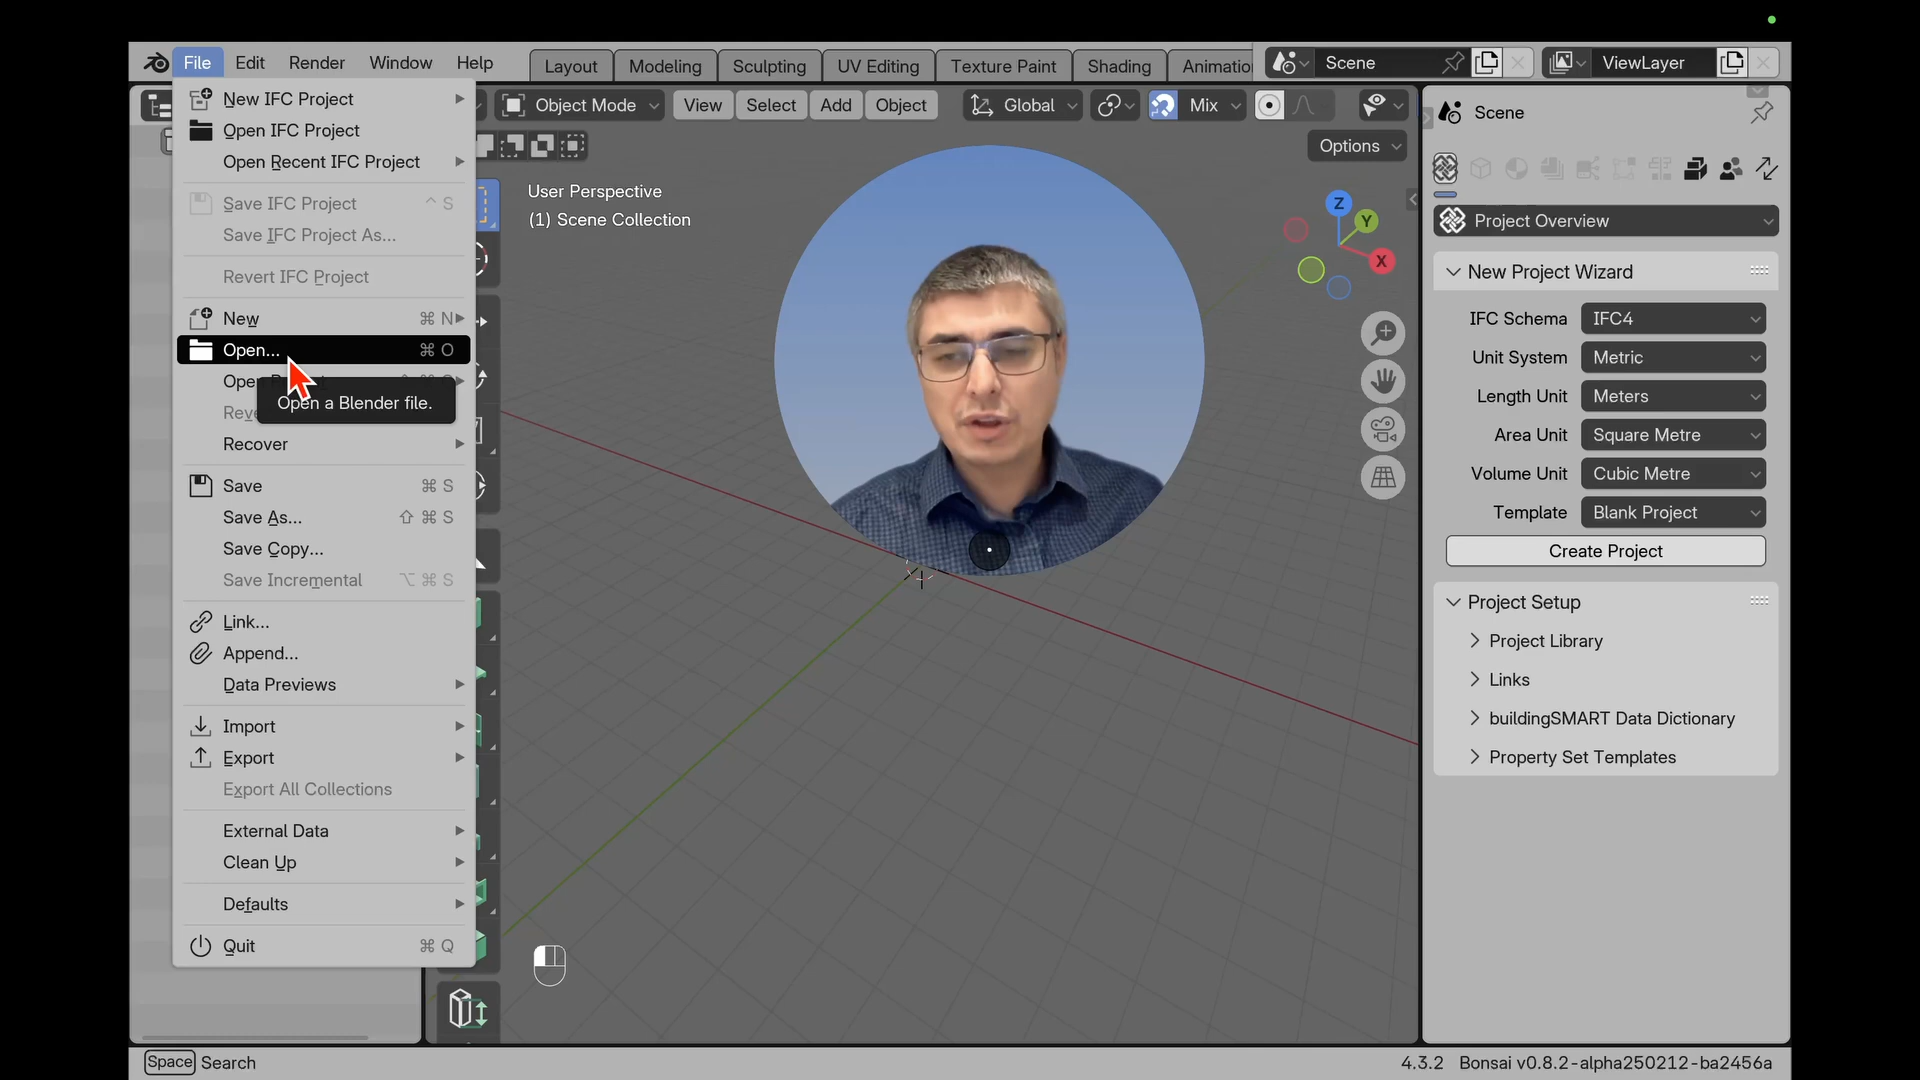 File Edit Render Window Help Layout Modeling Sculpting UV Editing Texture Paint Shading Animatio Scene ViewLayer
New IFC Project
Open IFC Project
Open Recent IFC Project
Save IFC Project ^ S
Save IFC Project As...
Revert IFC Project
New ⌘ N
Open... ⌘ O
Open
Open a Blender file.
Recover
Save ⌘ S
Save As... ⇧ ⌘ S
Save Copy...
Save Incremental ⌥ ⌘ S
Link...
Append...
Data Previews
Import
Export
Export All Collections
External Data
Clean Up
Defaults
Quit ⌘ Q
Object Mode View Select Add Object Global Mix
Options
User Perspective
(1) Scene Collection
Z
Y
X
Scene
Project Overview
New Project Wizard
IFC Schema IFC4
Unit System Metric
Length Unit Meters
Area Unit Square Metre
Volume Unit Cubic Metre
Template Blank Project
Create Project
Project Setup
Project Library
Links
buildingSMART Data Dictionary
Property Set Templates
Space Search
4.3.2 Bonsai v0.8.2-alpha250212-ba2456a